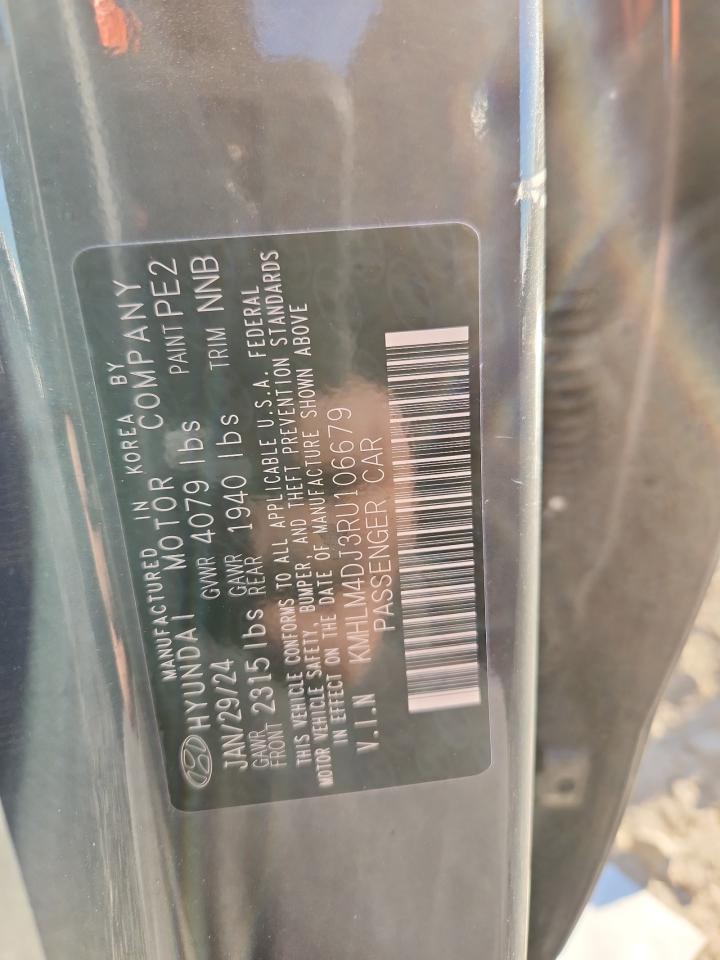 MANUFACTURED IN KOREA BY
HYUNDAI MOTOR COMPANY
JAN/29/24 GVWR 4079 lbs PAINT PE2
GAWR FRONT 2315 lbs GAWR REAR 1940 lbs TRIM NNB
THIS VEHICLE CONFORMS TO ALL APPLICABLE U.S.A. FEDERAL
MOTOR VEHICLE SAFETY, BUMPER, AND THEFT PREVENTION STANDARDS
IN EFFECT ON THE DATE OF MANUFACTURE SHOWN ABOVE
V.I.N KMHLM4DJ3RU106679
PASSENGER CAR